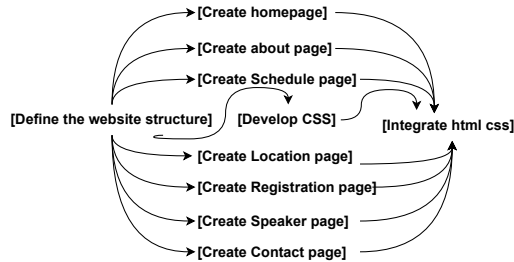 [Create homepage]
[Create about page]
[Create Schedule page]
[Define the website structure]
[Develop CSS]
[Integrate html css]
[Create Location page]
[Create Registration page]
[Create Speaker page]
[Create Contact page]